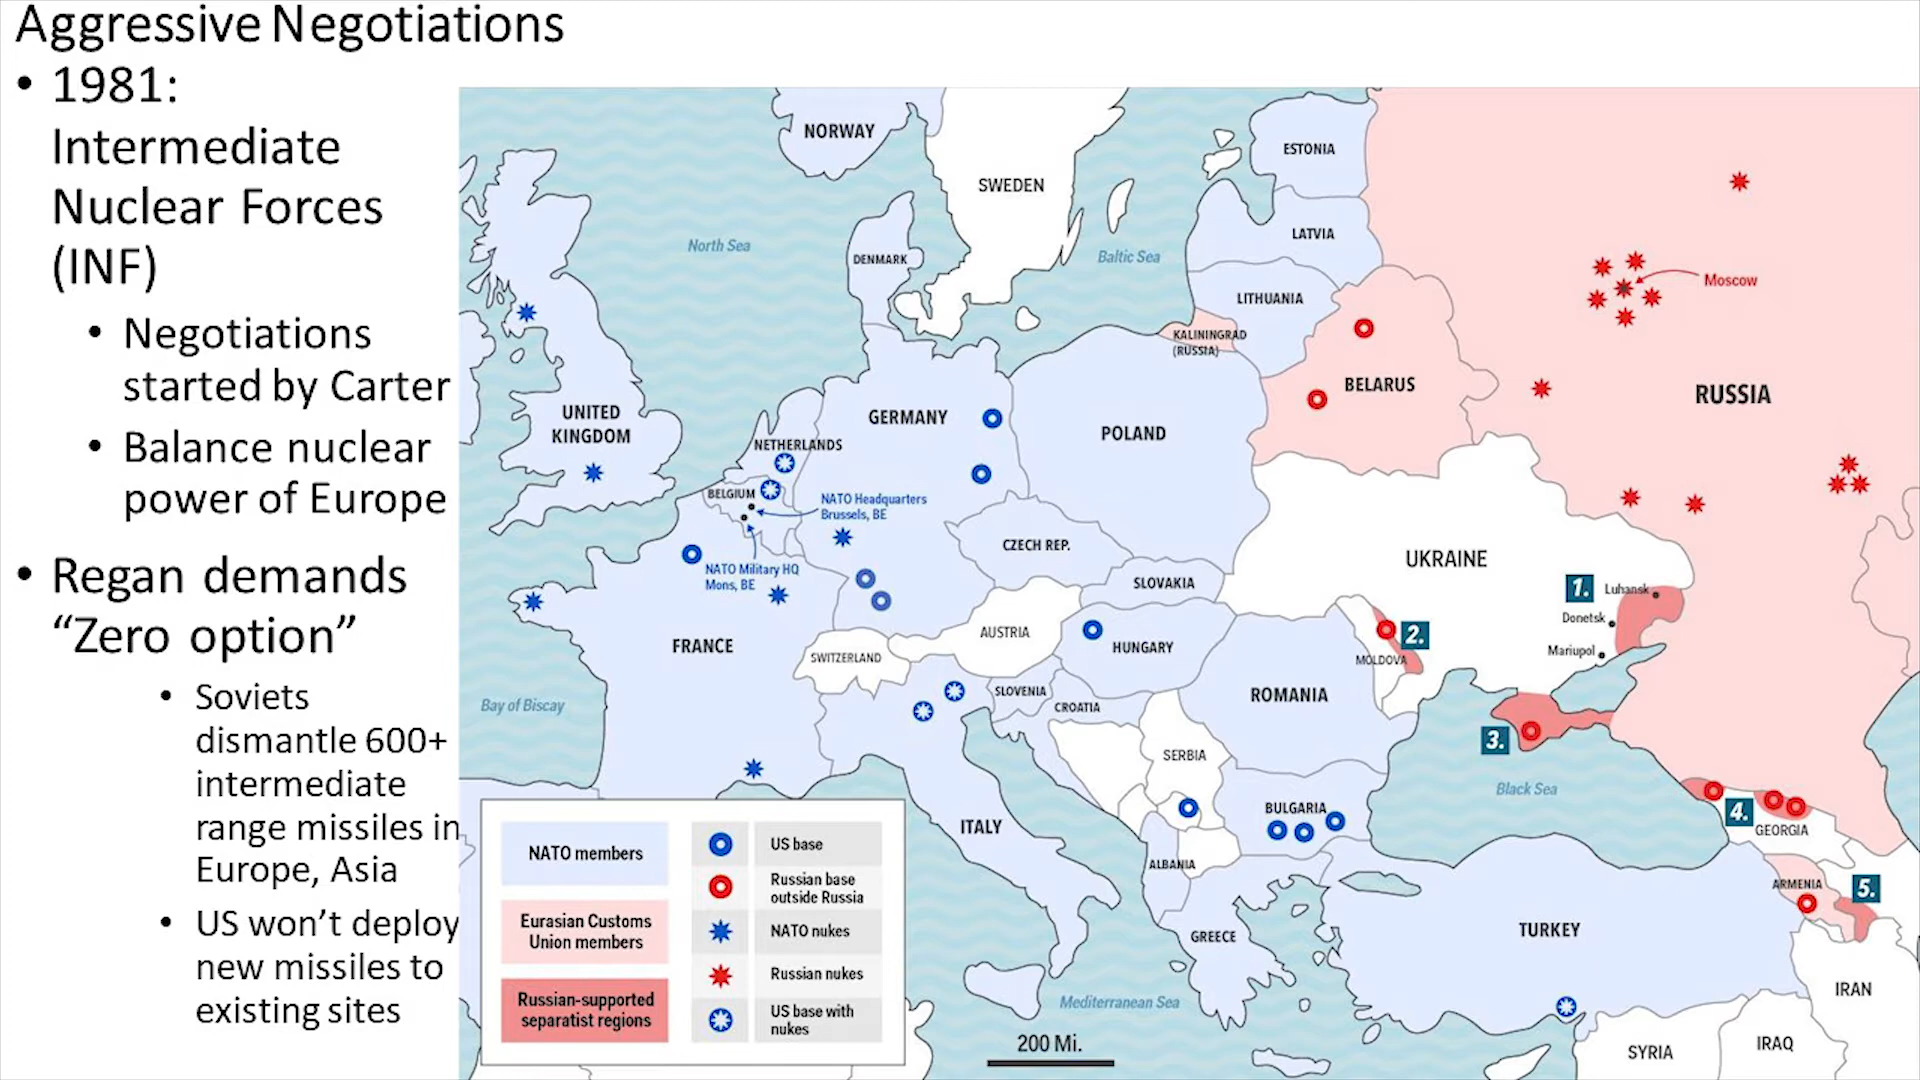 Aggressive Negotiations
• 1981:
Intermediate
Nuclear Forces
(INF)
• Negotiations
started by Carter
• Balance nuclear
power of Europe
• Regan demands
“Zero option”
• Soviets
dismantle 600+
intermediate
range missiles in
Europe, Asia
• US won’t deploy
new missiles to
existing sites
NORWAY
SWEDEN
ESTONIA
LATVIA
LITHUANIA
North Sea
DENMARK
Baltic Sea
KALININGRAD
(RUSSIA)
Moscow
RUSSIA
BELARUS
UNITED
KINGDOM
NETHERLANDS
GERMANY
POLAND
BELGIUM
NATO Headquarters
Brussels, BE
NATO Military HQ
Mons, BE
CZECH REP.
SLOVAKIA
UKRAINE
1.
Luhansk
Donetsk
Mariupol
2.
MOLDOVA
FRANCE
SWITZERLAND
AUSTRIA
HUNGARY
SLOVENIA
CROATIA
ROMANIA
Bay of Biscay
3.
SERBIA
Black Sea
BULGARIA
4.
GEORGIA
ITALY
ALBANIA
ARMENIA
5.
GREECE
TURKEY
Mediterranean Sea
IRAN
IRAQ
SYRIA
200 Mi.
NATO members
Eurasian Customs
Union members
Russian-supported
separatist regions
US base
Russian base
outside Russia
NATO nukes
Russian nukes
US base with
nukes